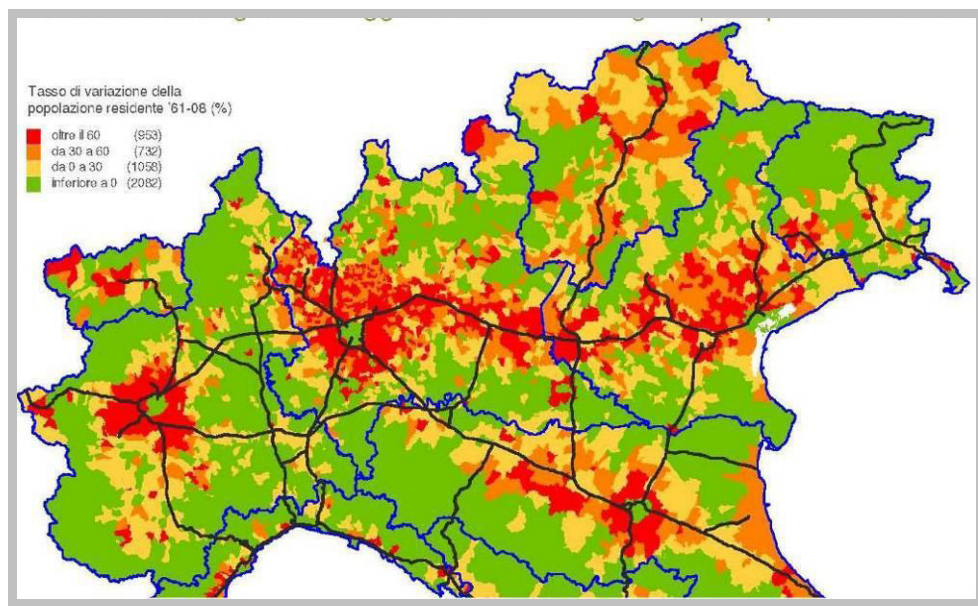 Tasso di variazione della
popolazione residente '61-08 (%)
oltre il 60 (953)
da 30 a 60 (732)
da 0 a 30 (1058)
inferiore a 0 (2082)